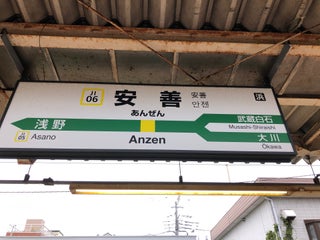 JI
06
安善
安善
안젠
浜
あんぜん
浅野
武蔵白石
Musashi-Shiraishi
JI
05
Asano
Anzen
大川
Ōkawa